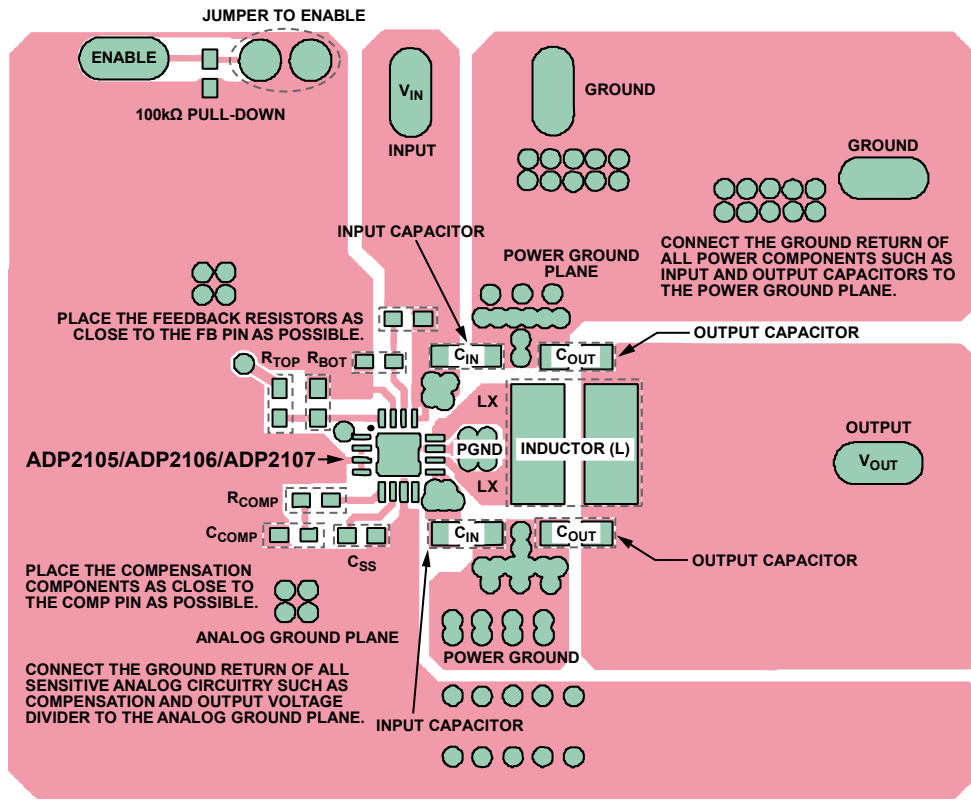 JUMPER TO ENABLE
ENABLE
100kΩ PULL-DOWN
VIN
INPUT
GROUND
GROUND
CONNECT THE GROUND RETURN OF
ALL POWER COMPONENTS SUCH AS
INPUT AND OUTPUT CAPACITORS TO
THE POWER GROUND PLANE.
INPUT CAPACITOR
POWER GROUND
PLANE
PLACE THE FEEDBACK RESISTORS AS
CLOSE TO THE FB PIN AS POSSIBLE.
OUTPUT CAPACITOR
RTOP
RBOT
CIN
COUT
LX
PGND
LX
INDUCTOR (L)
OUTPUT
VOUT
ADP2105/ADP2106/ADP2107
RCOMP
CCOMP
CSS
CIN
COUT
OUTPUT CAPACITOR
PLACE THE COMPENSATION
COMPONENTS AS CLOSE TO
THE COMP PIN AS POSSIBLE.
ANALOG GROUND PLANE
POWER GROUND
CONNECT THE GROUND RETURN OF ALL
SENSITIVE ANALOG CIRCUITRY SUCH AS
COMPENSATION AND OUTPUT VOLTAGE
DIVIDER TO THE ANALOG GROUND PLANE.
INPUT CAPACITOR